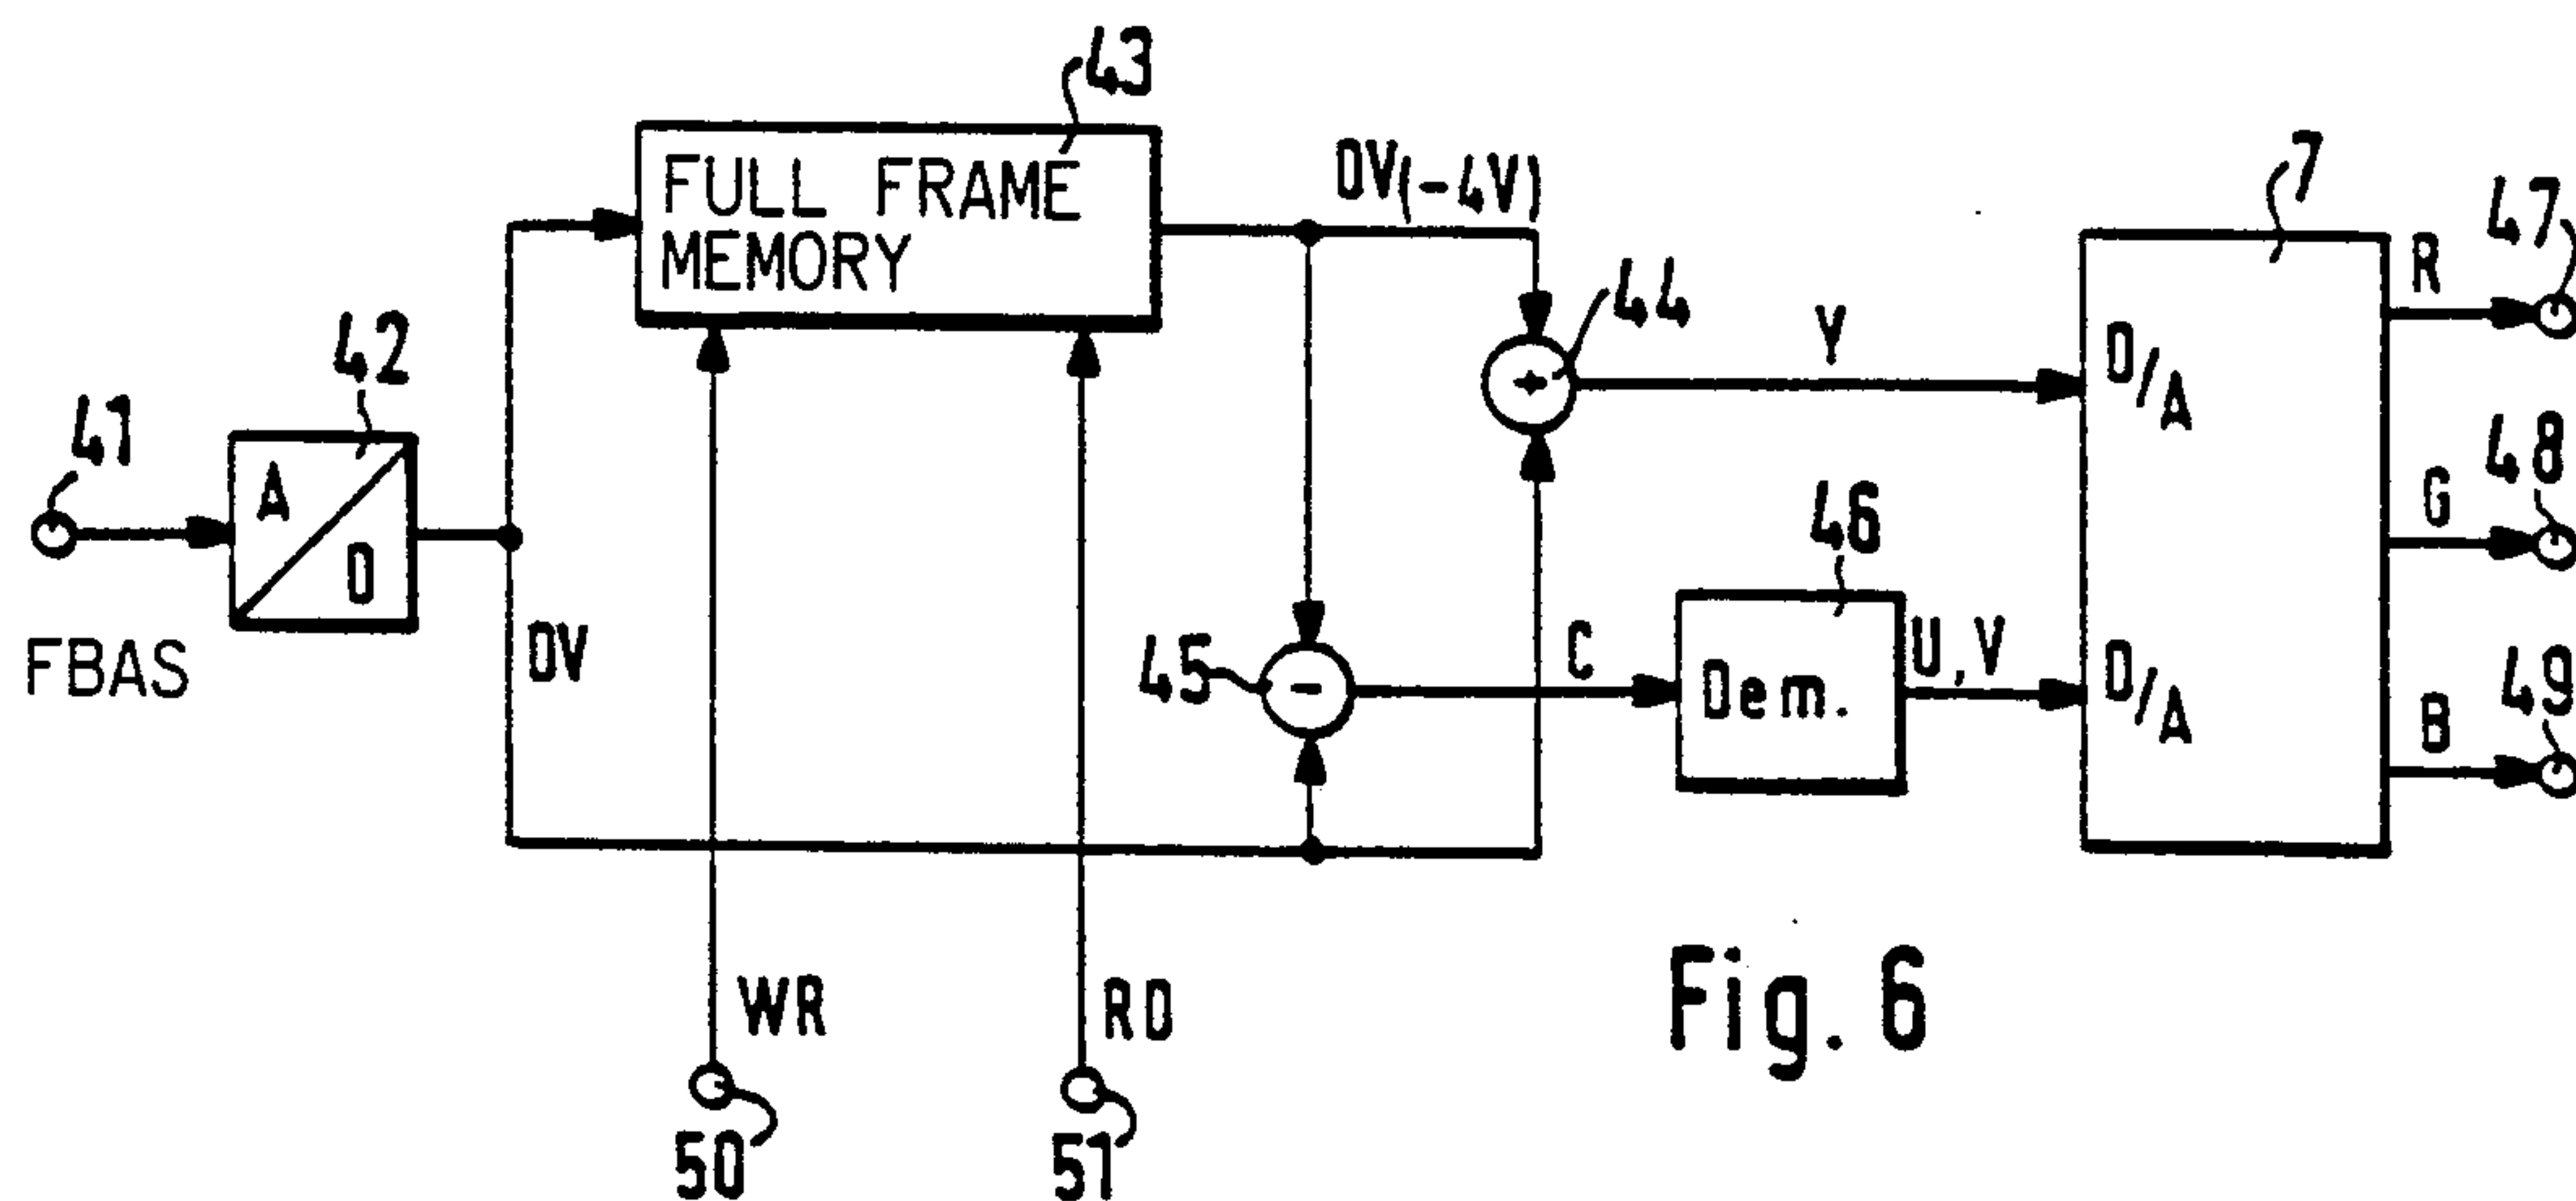 43
FULL FRAME
MEMORY
DV(-4V)
7
47
R
44
42
Y
D/A
41
A
D
48
G
46
FBAS
DV
45
-
+
C
Dem.
U,V
D/A
49
B
WR
RD
Fig. 6
50
51